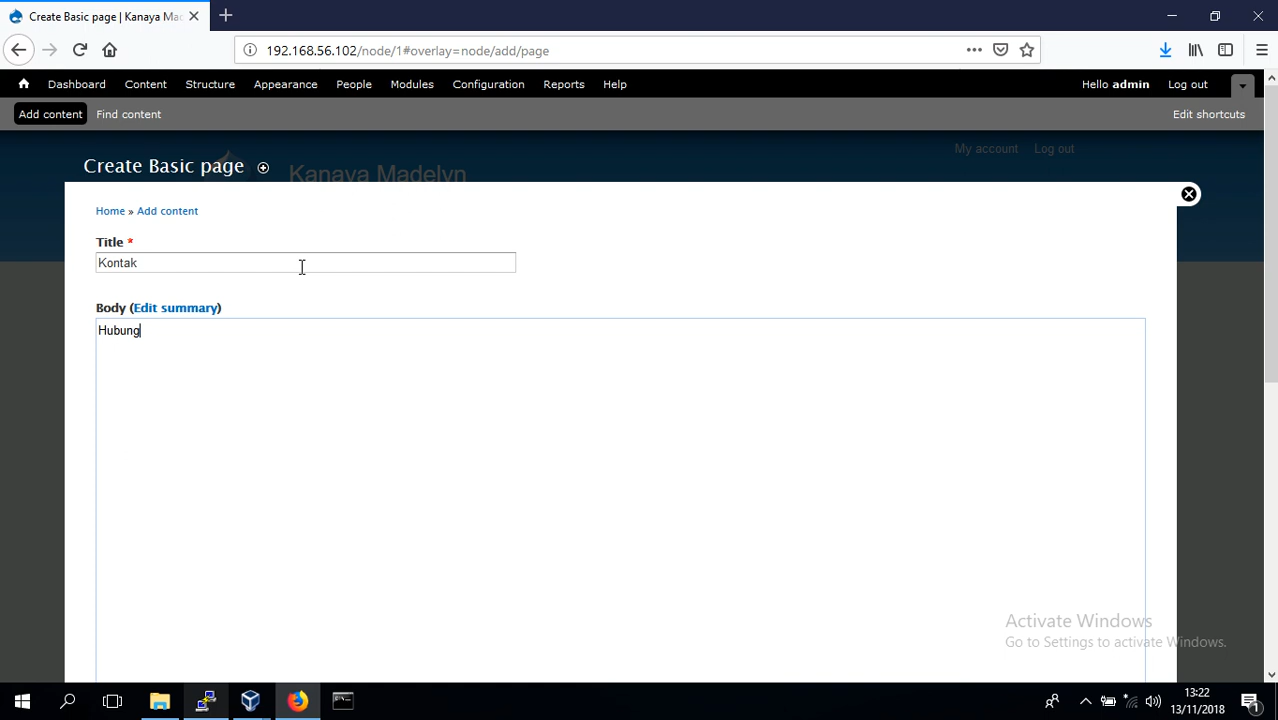 Create Basic page | Kanaya Mad
192.168.56.102/node/1#overlay=node/add/page
Dashboard Content Structure Appearance People Modules Configuration Reports Help Hello admin Log out
Add content Find content Edit shortcuts
My account Log out
Create Basic page
Kanaya Madelyn
Home » Add content
Title *
Kontak
Body (Edit summary)
Hubung
Activate Windows
Go to Settings to activate Windows.
13:22
13/11/2018
1